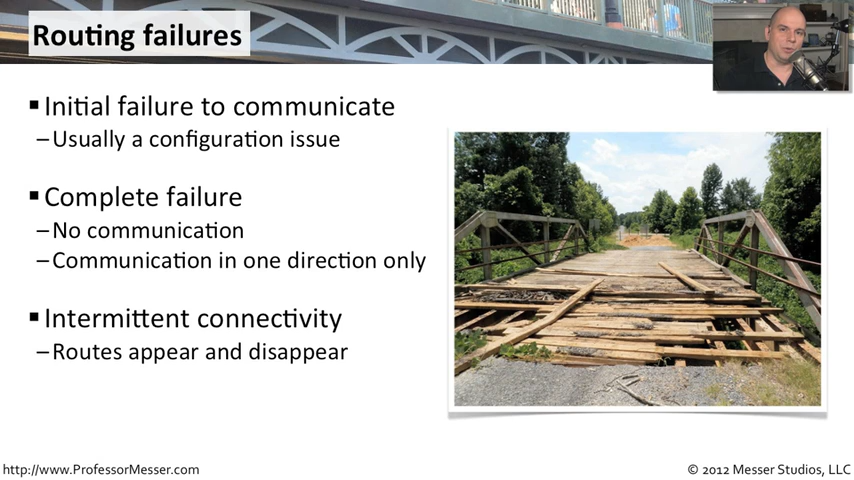 Routing failures
▪ Initial failure to communicate
–Usually a configuration issue
▪ Complete failure
–No communication
–Communication in one direction only
▪ Intermittent connectivity
–Routes appear and disappear
http://www.ProfessorMesser.com
© 2012 Messer Studios, LLC